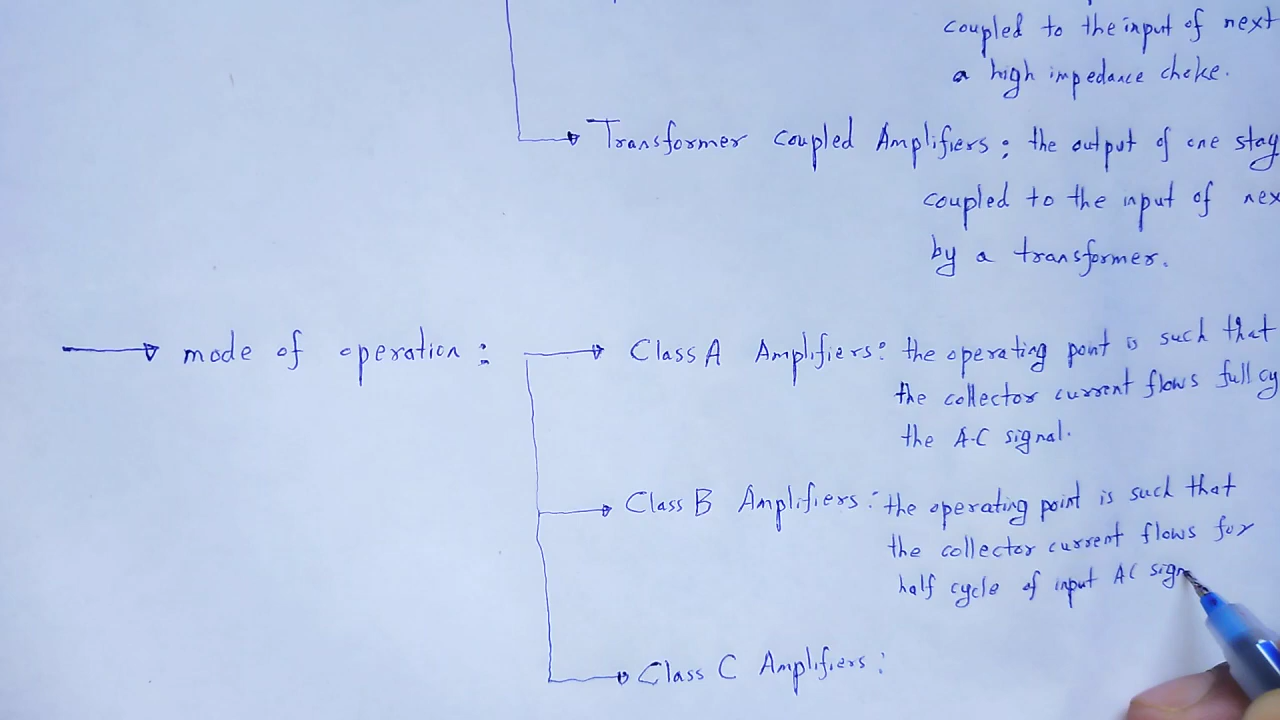 coupled to the input of next
a high impedance choke.
Transformer coupled Amplifiers: the output of one stag
coupled to the input of nex
by a transformer.
mode of operation:
Class A Amplifiers: the operating point is such that
the collector current flows full cy
the A.C signal.
Class B Amplifiers: the operating point is such that
the collector current flows for
half cycle of input AC sign
Class C Amplifiers: